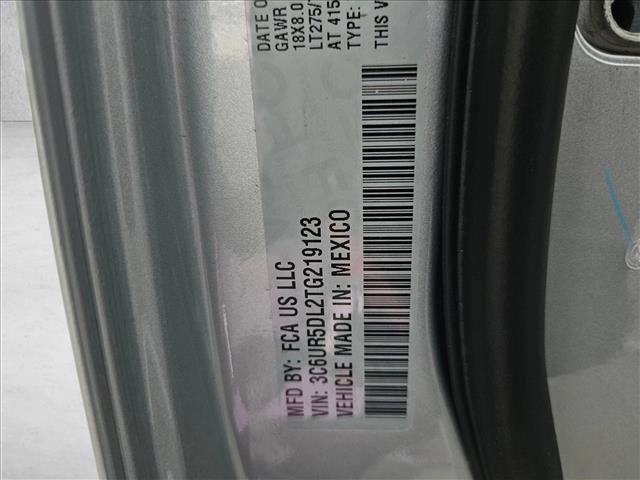 DATE O
GAWR
18X8.0
LT275/
AT 415
TYPE:
THIS V
MFD BY: FCA US LLC
VIN: 3C6UR5DL2TG219123
VEHICLE MADE IN: MEXICO